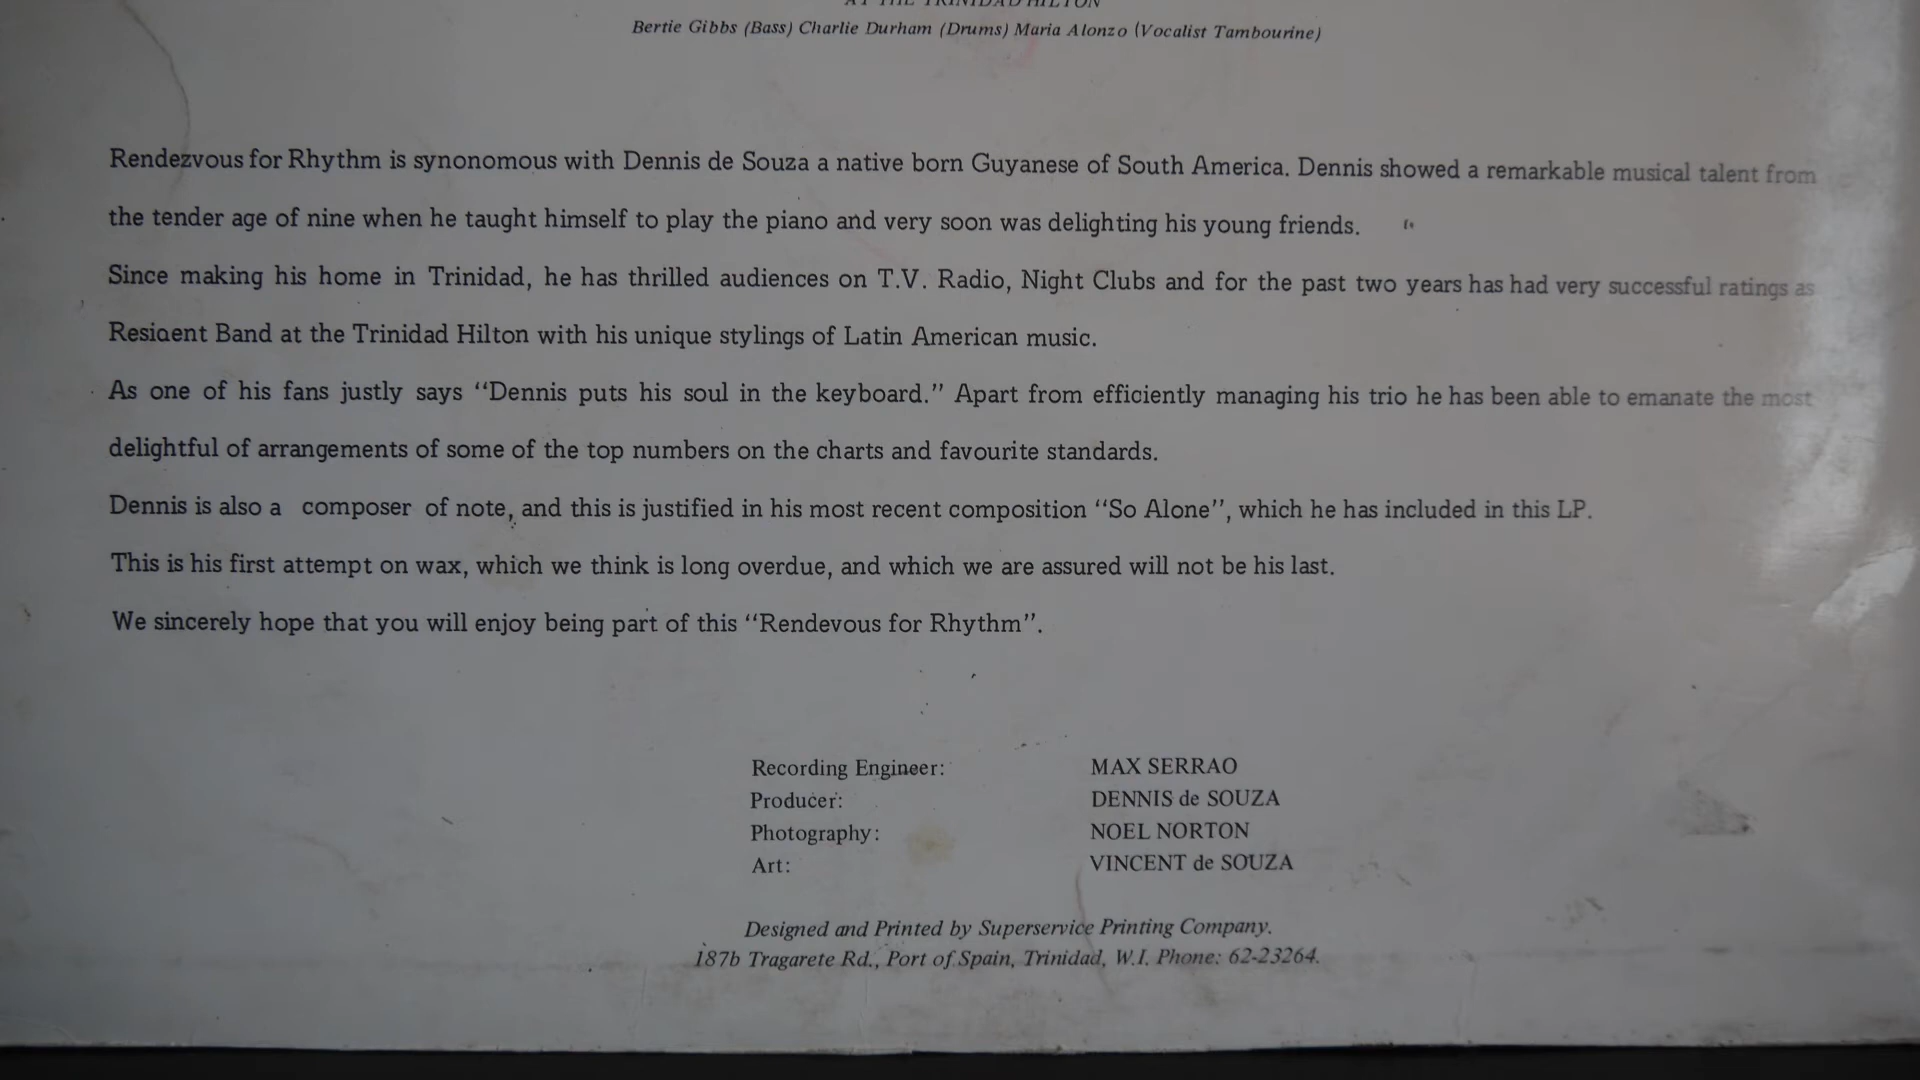 AT THE TRINIDAD HILTON
Bertie Gibbs (Bass) Charlie Durham (Drums) Maria Alonzo (Vocalist Tambourine)
Rendezvous for Rhythm is synonomous with Dennis de Souza a native born Guyanese of South America. Dennis showed a remarkable musical talent from
the tender age of nine when he taught himself to play the piano and very soon was delighting his young friends.
Since making his home in Trinidad, he has thrilled audiences on T.V. Radio, Night Clubs and for the past two years has had very successful ratings as
Resident Band at the Trinidad Hilton with his unique stylings of Latin American music.
As one of his fans justly says "Dennis puts his soul in the keyboard." Apart from efficiently managing his trio he has been able to emanate the most
delightful of arrangements of some of the top numbers on the charts and favourite standards.
Dennis is also a composer of note, and this is justified in his most recent composition "So Alone", which he has included in this LP.
This is his first attempt on wax, which we think is long overdue, and which we are assured will not be his last.
We sincerely hope that you will enjoy being part of this "Rendevous for Rhythm".
Recording Engineer: MAX SERRAO
Producer: DENNIS de SOUZA
Photography: NOEL NORTON
Art: VINCENT de SOUZA
Designed and Printed by Superservice Printing Company.
187b Tragarete Rd., Port of Spain, Trinidad, W.I. Phone: 62-23264.